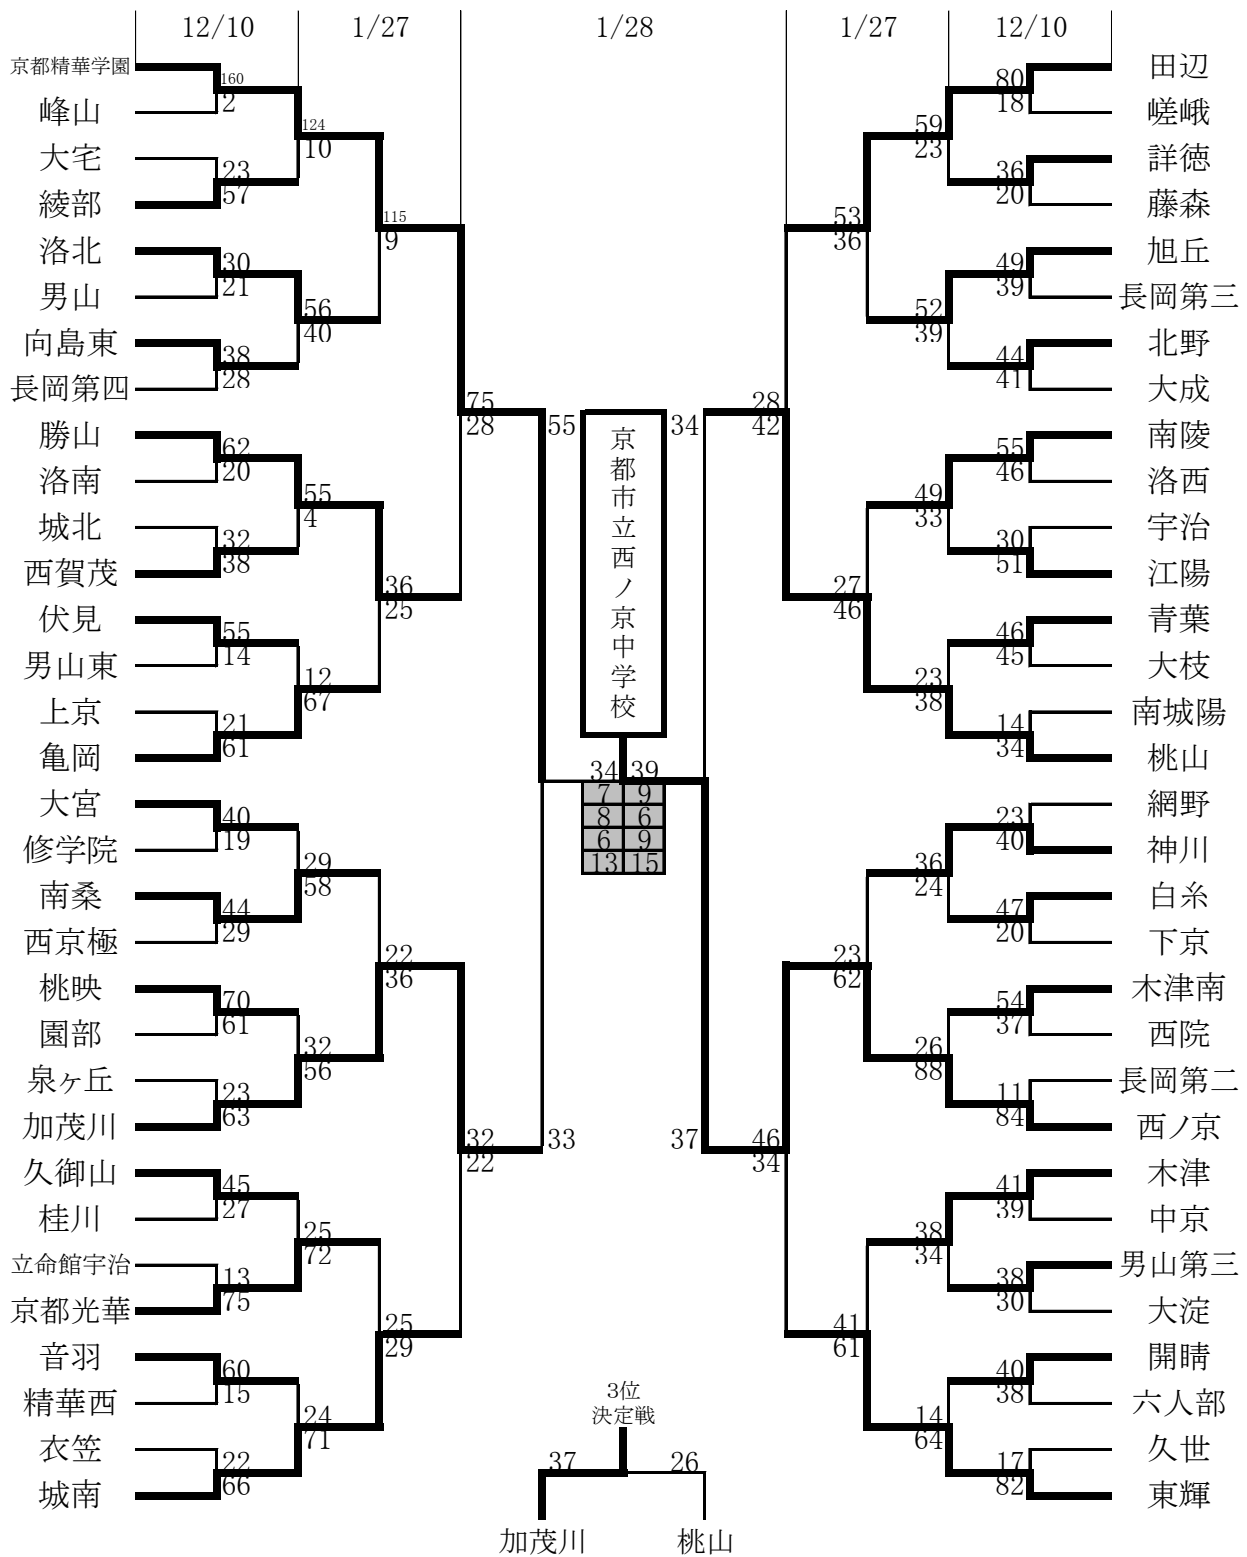 12/10 1/27 1/28 1/27 12/10
京都精華学園 160 80 田辺
峰山 2 18 嵯峨
124 10 59 23
大宅 23 36 詳徳
綾部 57 20 藤森
115 9 53 36
洛北 30 49 旭丘
男山 21 39 長岡第三
56 40 52 39
向島東 38 44 北野
長岡第四 28 41 大成
75 28 55 34 28 42
勝山 62 55 南陵
洛南 20 46 洛西
55 4 49 33
城北 32 30 宇治
西賀茂 38 51 江陽
36 25 27 46
伏見 55 46 青葉
男山東 14 45 大枝
12 67 23 38
上京 21 14 南城陽
亀岡 61 34 桃山
京都市立西ノ京中学校
34 39
7 9
8 6
6 9
13 15
大宮 40 23 網野
修学院 19 40 神川
29 58 36 24
南桑 44 47 白糸
西京極 29 20 下京
22 36 23 62
桃映 70 54 木津南
園部 61 37 西院
32 56 26 88
泉ヶ丘 23 11 長岡第二
加茂川 63 84 西ノ京
32 22 33 37 46 34
久御山 45 41 木津
桂川 27 39 中京
25 72 38 34
立命館宇治 13 38 男山第三
京都光華 75 30 大淀
25 29 41 61
音羽 60 40 開晴
精華西 15 38 六人部
24 71 14 64
衣笠 22 17 久世
城南 66 82 東輝
3位
決定戦
37 26
加茂川 桃山